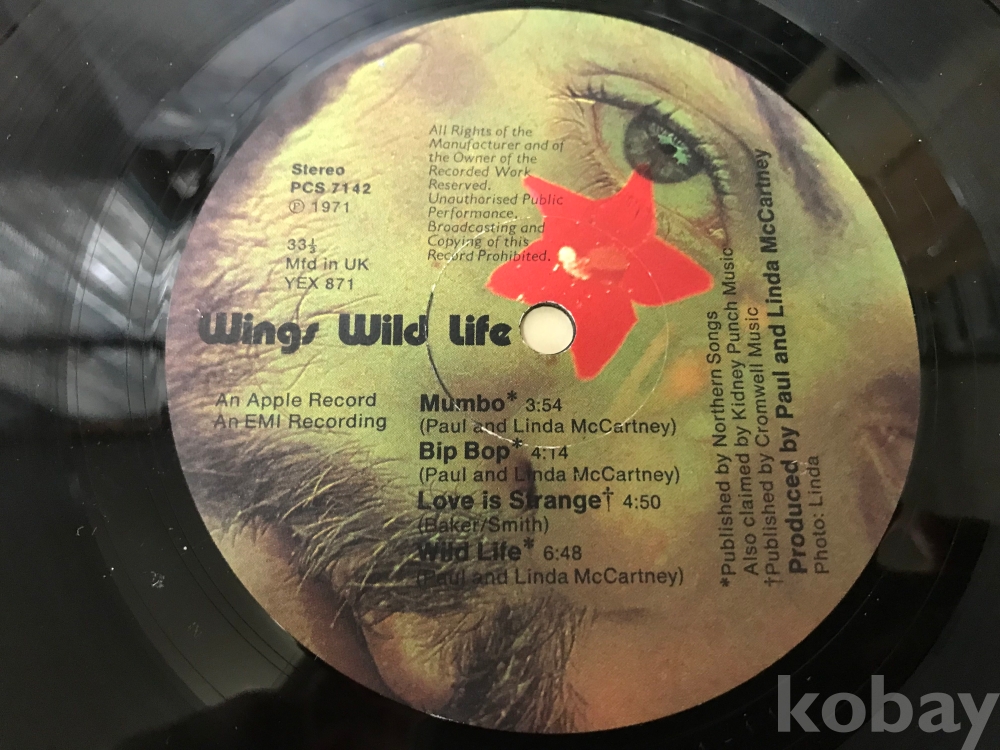 All Rights of the
Manufacturer and of
the Owner of the
Recorded Work
Reserved.
Unauthorised Public
Performance,
Broadcasting and
Copying of this
Record Prohibited.
Stereo
PCS 7142
℗ 1971
33⅓
Mfd in UK
YEX 871
Wings Wild Life
An Apple Record
An EMI Recording
Mumbo* 3:54
(Paul and Linda McCartney)
Bip Bop* 4:14
(Paul and Linda McCartney)
Love is Strange† 4:50
(Baker/Smith)
Wild Life* 6:48
(Paul and Linda McCartney)
*Published by Northern Songs
Also claimed by Kidney Punch Music
†Published by Cromwell Music
Produced by Paul and Linda McCartney
Photo: Linda
kobay